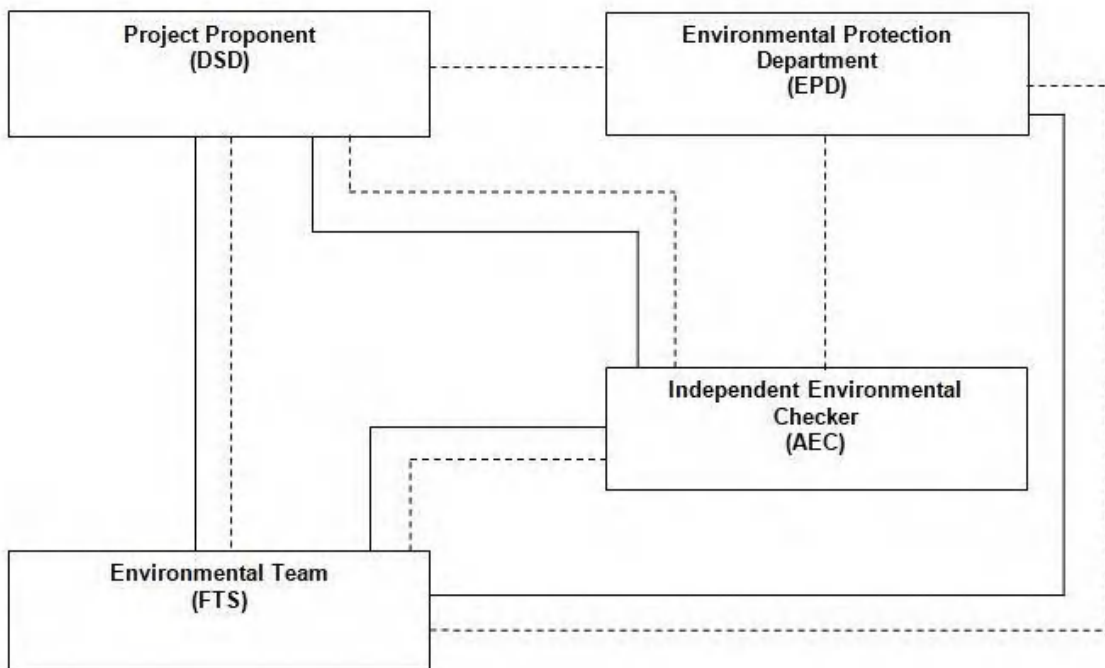 Project Proponent
(DSD)
Environmental Protection
Department
(EPD)
Independent Environmental
Checker
(AEC)
Environmental Team
(FTS)